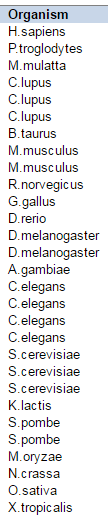 Organism
H.sapiens
P.troglodytes
M.mulatta
C.lupus
C.lupus
C.lupus
B.taurus
M.musculus
M.musculus
R.norvegicus
G.gallus
D.rerio
D.melanogaster
D.melanogaster
A.gambiae
C.elegans
C.elegans
C.elegans
C.elegans
S.cerevisiae
S.cerevisiae
S.cerevisiae
K.lactis
S.pombe
S.pombe
M.oryzae
N.crassa
O.sativa
X.tropicalis